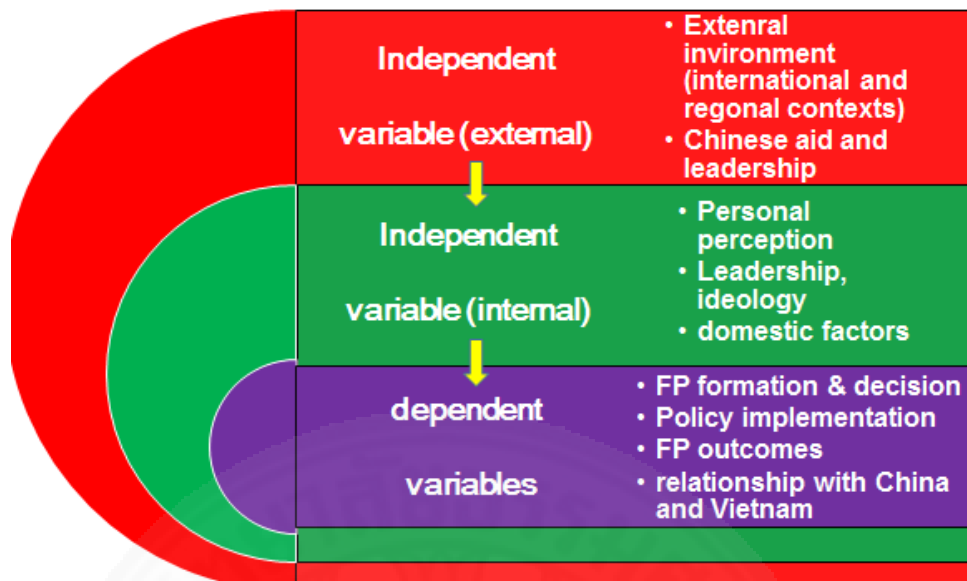 Independent
variable (external)
• Extenral
invironment
(international and
regonal contexts)
• Chinese aid and
leadership
Independent
variable (internal)
• Personal
perception
• Leadership,
ideology
• domestic factors
dependent
variables
• FP formation & decision
• Policy implementation
• FP outcomes
• relationship with China
and Vietnam